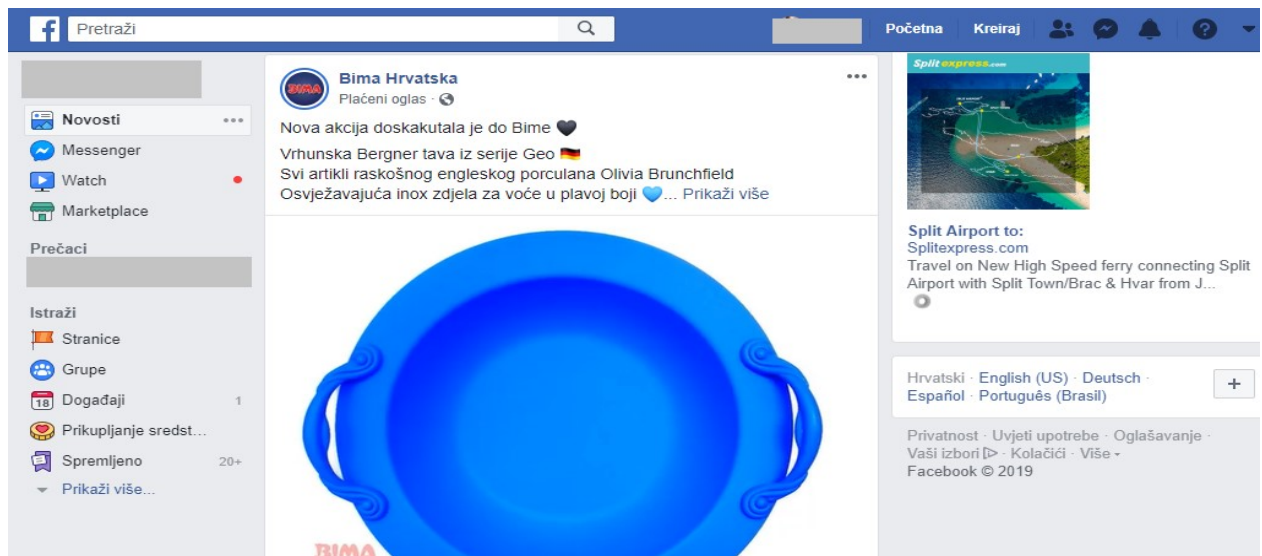 f
Pretraži
Početna
Kreiraj
Novosti
Messenger
Watch
Marketplace
Prečaci
Istraži
Stranice
Grupe
18
Događaji
1
Prikupljanje sredst...
Spremljeno
20+
Prikaži više...
BIMA
Bima Hrvatska
Plaćeni oglas ·
Nova akcija doskakutala je do Bime 🖤
Vrhunska Bergner tava iz serije Geo 🇩🇪
Svi artikli raskošnog engleskog porculana Olivia Brunchfield
Osvježavajuća inox zdjela za voće u plavoj boji 💙... Prikaži više
BIMA
Splitexpress.com
Split Airport to:
Splitexpress.com
Travel on New High Speed ferry connecting Split
Airport with Split Town/Brac & Hvar from J...
Hrvatski · English (US) · Deutsch ·
Español · Português (Brasil)
Privatnost · Uvjeti upotrebe · Oglašavanje ·
Vaši izbori · Kolačići · Više
Facebook © 2019